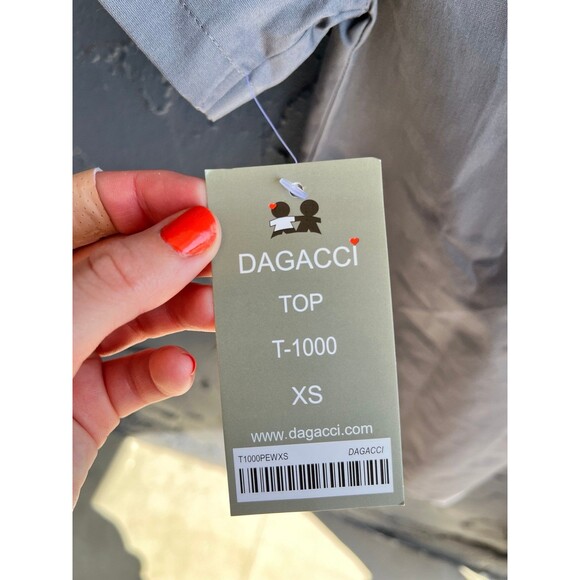 DAGACCI
TOP
T-1000
XS
www.dagacci.com
T1000PEWXS DAGACCI